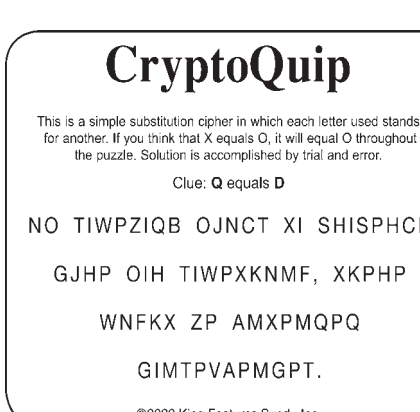 CryptoQuip
This is a simple substitution cipher in which each letter used stands
for another. If you think that X equals O, it will equal O throughout
the puzzle. Solution is accomplished by trial and error.
Clue: Q equals D
NO TIWPZIQB OJNCT XI
GJHP OIH TIWPXKNMF, XKPHP
WNFKX ZP AMXPMQPQ
GIMTPVAPMGPT.